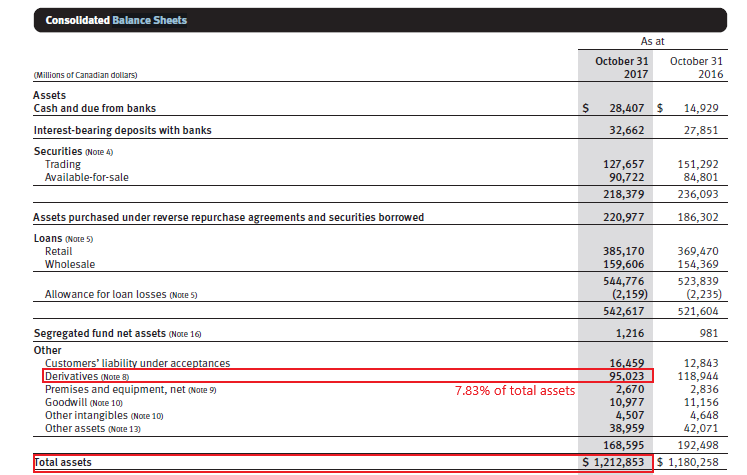 Consolidated Balance Sheets
As at
October 31 October 31
(Millions of Canadian dollars) 2017 2016
Assets
Cash and due from banks $ 28,407 $ 14,929
Interest-bearing deposits with banks 32,662 27,851
Securities (Note 4)
Trading 127,657 151,292
Available-for-sale 90,722 84,801
218,379 236,093
Assets purchased under reverse repurchase agreements and securities borrowed 220,977 186,302
Loans (Note 5)
Retail 385,170 369,470
Wholesale 159,606 154,369
544,776 523,839
Allowance for loan losses (Note 5) (2,159) (2,235)
542,617 521,604
Segregated fund net assets (Note 16) 1,216 981
Other
Customers' liability under acceptances 16,459 12,843
Derivatives (Note 8) 95,023 118,944
Premises and equipment, net (Note 9) 7.83% of total assets 2,670 2,836
Goodwill (Note 10) 10,977 11,156
Other intangibles (Note 10) 4,507 4,648
Other assets (Note 13) 38,959 42,071
168,595 192,498
Total assets $ 1,212,853 $ 1,180,258